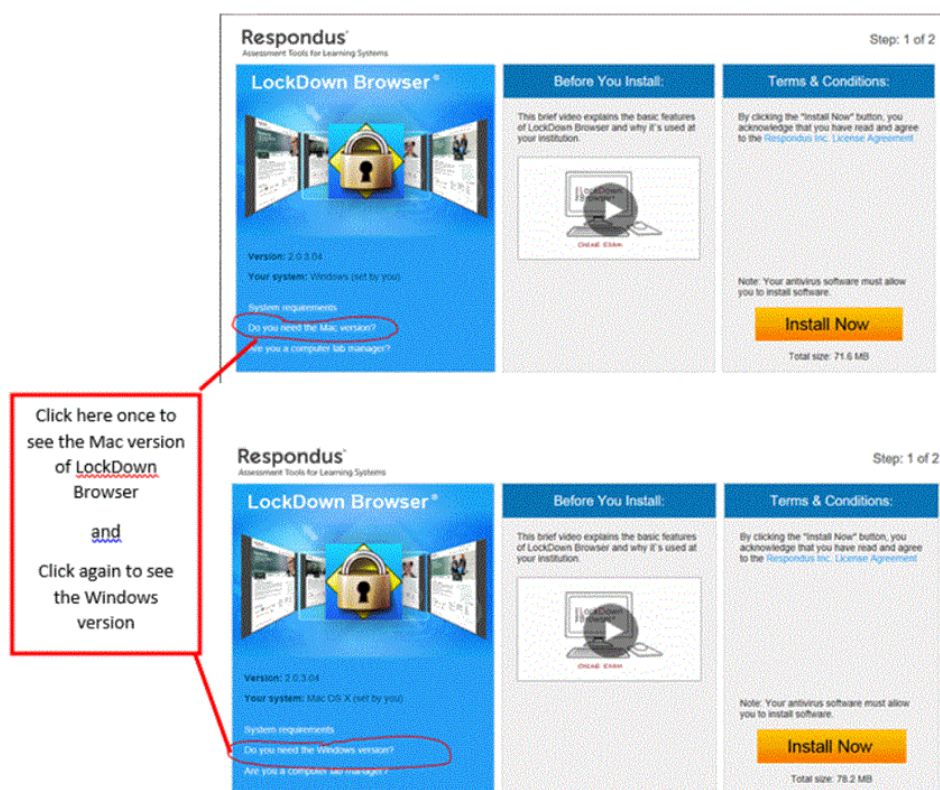 Respondus
Assessment Tools for Learning Systems
Step: 1 of 2
LockDown Browser®
Version: 2.0.3.04
Your system: Windows (set by you)
System requirements
Do you need the Mac version?
Are you a computer lab manager?
Before You Install:
This brief video explains the basic features
of LockDown Browser and why it's used at
your institution.
LockDown
Browser
ONLINE EXAM
Terms & Conditions:
By clicking the "Install Now" button, you
acknowledge that you have read and agree
to the Respondus Inc. License Agreement
Note: Your antivirus software must allow
you to install software.
Install Now
Total size: 71.6 MB
Click here once to
see the Mac version
of LockDown
Browser
and
Click again to see
the Windows
version
Respondus
Assessment Tools for Learning Systems
Step: 1 of 2
LockDown Browser®
Version: 2.0.3.04
Your system: Mac OS X (set by you)
System requirements
Do you need the Windows version?
Are you a computer lab manager?
Before You Install:
This brief video explains the basic features
of LockDown Browser and why it's used at
your institution.
LockDown
Browser
ONLINE EXAM
Terms & Conditions:
By clicking the "Install Now" button, you
acknowledge that you have read and agree
to the Respondus Inc. License Agreement
Note: Your antivirus software must allow
you to install software.
Install Now
Total size: 78.2 MB